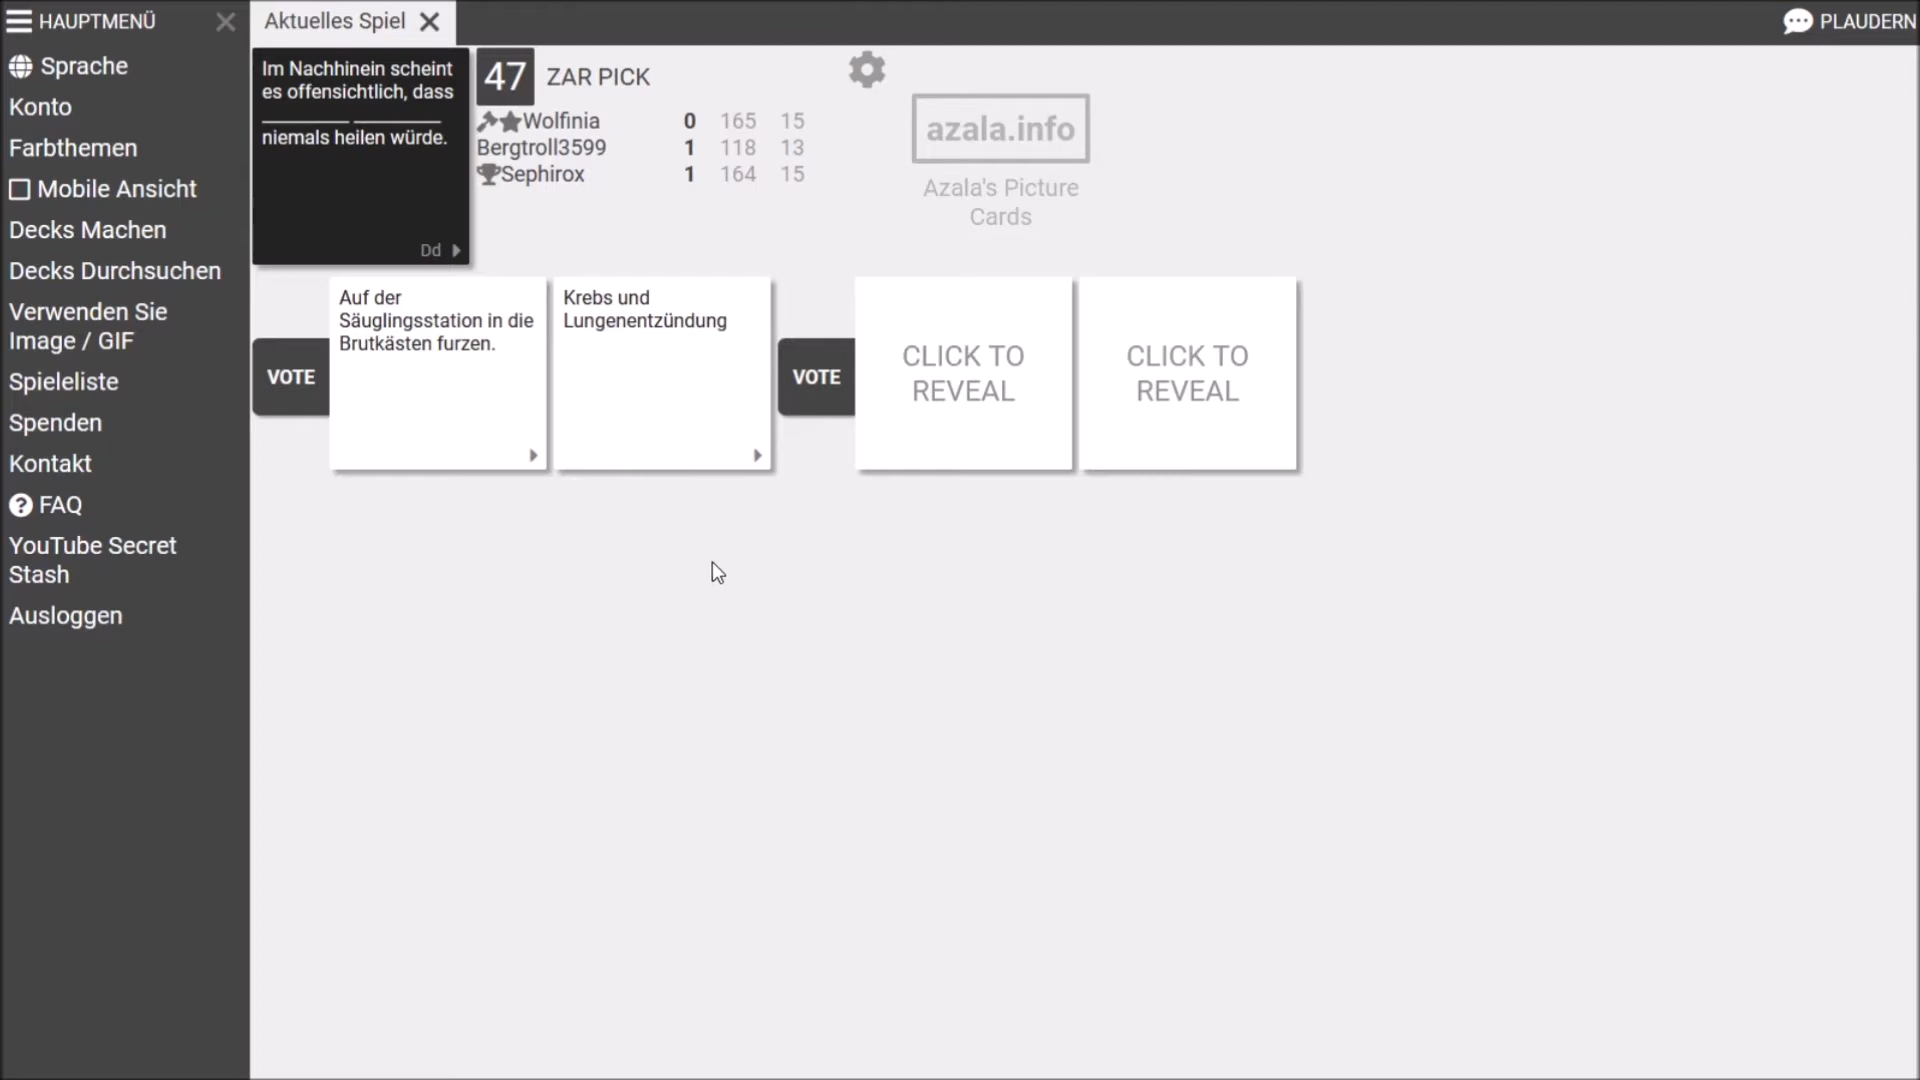 HAUPTMENÜ
Aktuelles Spiel
PLAUDERN
Sprache
Konto
Farbthemen
Mobile Ansicht
Decks Machen
Decks Durchsuchen
Verwenden Sie
Image / GIF
Spieleliste
Spenden
Kontakt
FAQ
YouTube Secret
Stash
Ausloggen
Im Nachhinein scheint
es offensichtlich, dass
________ ________
niemals heilen würde.
Dd
47 ZAR PICK
Wolfinia 0 165 15
Bergtroll3599 1 118 13
Sephirox 1 164 15
azala.info
Azala's Picture
Cards
VOTE
Auf der
Säuglingsstation in die
Brutkästen furzen.
Krebs und
Lungenentzündung
VOTE
CLICK TO
REVEAL
CLICK TO
REVEAL